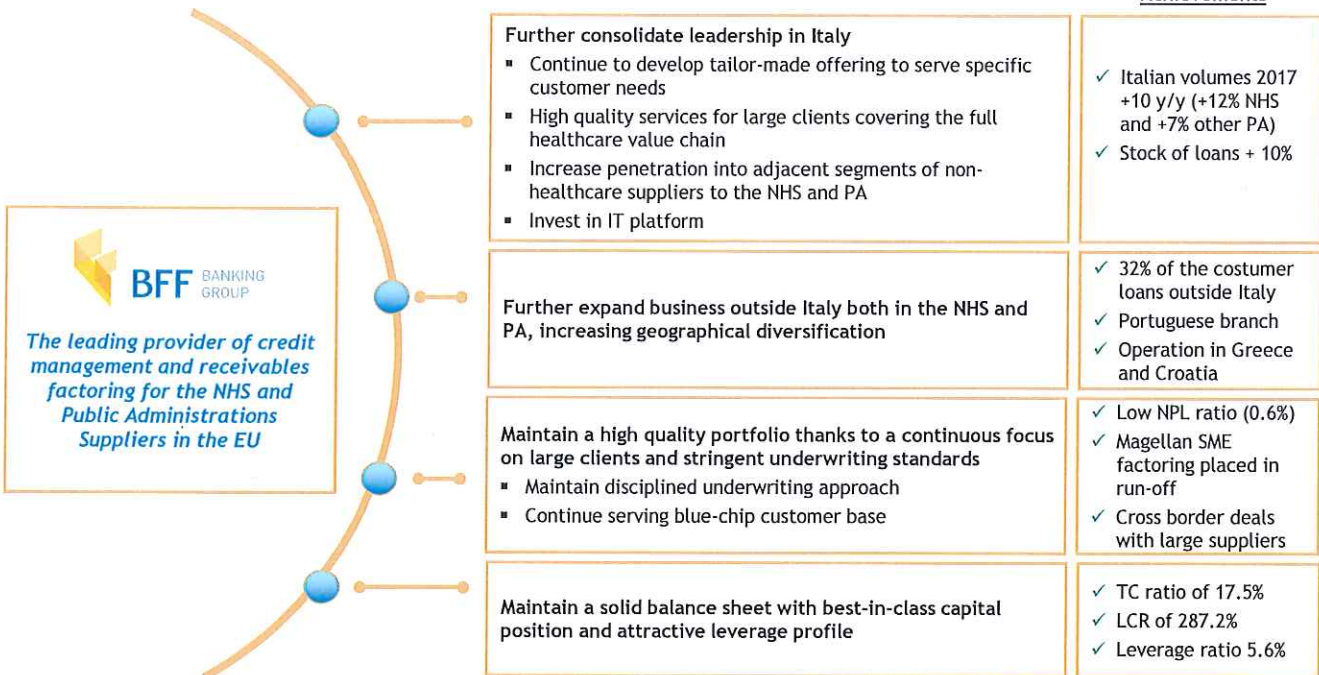 Achievements
Further consolidate leadership in Italy
▪ Continue to develop tailor-made offering to serve specific
customer needs
▪ High quality services for large clients covering the full
healthcare value chain
▪ Increase penetration into adjacent segments of non-
healthcare suppliers to the NHS and PA
▪ Invest in IT platform
✓ Italian volumes 2017
+10 y/y (+12% NHS
and +7% other PA)
✓ Stock of loans + 10%
BFF BANKING
GROUP
The leading provider of credit
management and receivables
factoring for the NHS and
Public Administrations
Suppliers in the EU
Further expand business outside Italy both in the NHS and
PA, increasing geographical diversification
✓ 32% of the costumer
loans outside Italy
✓ Portuguese branch
✓ Operation in Greece
and Croatia
Maintain a high quality portfolio thanks to a continuous focus
on large clients and stringent underwriting standards
▪ Maintain disciplined underwriting approach
▪ Continue serving blue-chip customer base
✓ Low NPL ratio (0.6%)
✓ Magellan SME
factoring placed in
run-off
✓ Cross border deals
with large suppliers
Maintain a solid balance sheet with best-in-class capital
position and attractive leverage profile
✓ TC ratio of 17.5%
✓ LCR of 287.2%
✓ Leverage ratio 5.6%